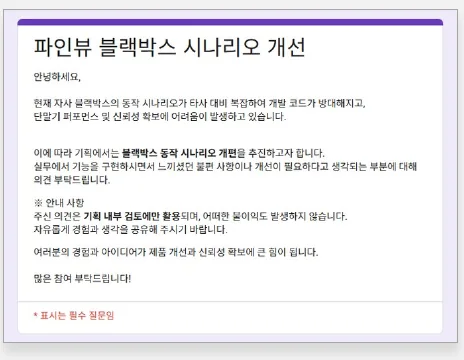 파인뷰 블랙박스 시나리오 개선
안녕하세요,
현재 자사 블랙박스의 동작 시나리오가 타사 대비 복잡하여 개발 코드가 방대해지고,
단말기 퍼포먼스 및 신뢰성 확보에 어려움이 발생하고 있습니다.
이에 따라 기획에서는 블랙박스 동작 시나리오 개편을 추진하고자 합니다.
실무에서 기능을 구현하시면서 느끼셨던 불편 사항이나 개선이 필요하다고 생각되는 부분에 대해
의견 부탁드립니다.
※ 안내 사항
주신 의견은 기획 내부 검토에만 활용되며, 어떠한 불이익도 발생하지 않습니다.
자유롭게 경험과 생각을 공유해 주시기 바랍니다.
여러분의 경험과 아이디어가 제품 개선과 신뢰성 확보에 큰 힘이 됩니다.
많은 참여 부탁드립니다!
* 표시는 필수 질문임